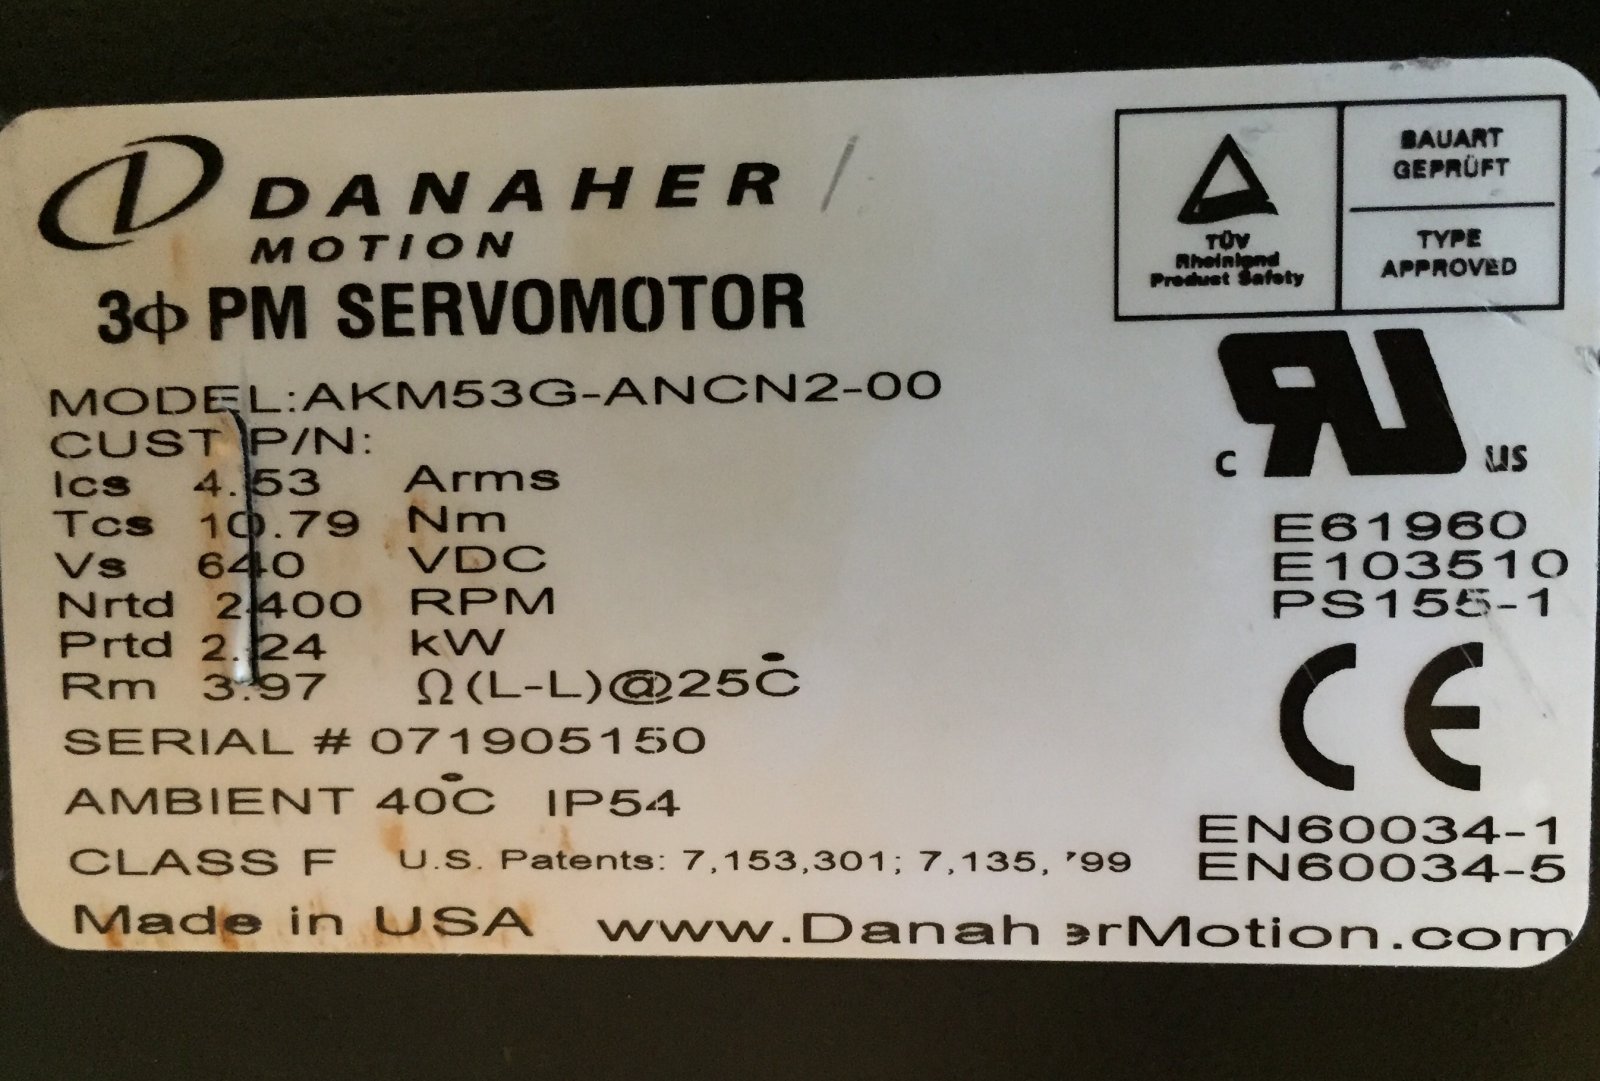 DANAHER
MOTION
3ϕ PM SERVOMOTOR
MODEL:AKM53G-ANCN2-00
CUST P/N:
Ics 4.53 Arms
Tcs 10.79 Nm
Vs 640 VDC
Nrtd 2400 RPM
Prtd 2.24 kW
Rm 3.97 Ω(L-L)@25°C
SERIAL # 071905150
AMBIENT 40°C IP54
CLASS F U.S. Patents: 7,153,301; 7,135,
Made in USA www.DanaherMotion.com
TÜV
Rheinland
Product Safety
BAUART
GEPRÜFT
TYPE
APPROVED
c RU us
E61960
E103510
PS155-1
CE
EN60034-1
EN60034-5